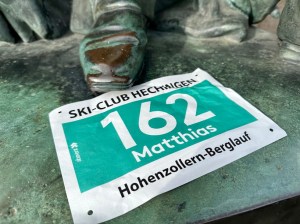 SKI-CLUB HECHINGEN
162
Matthias
Hohenzollern-Berglauf